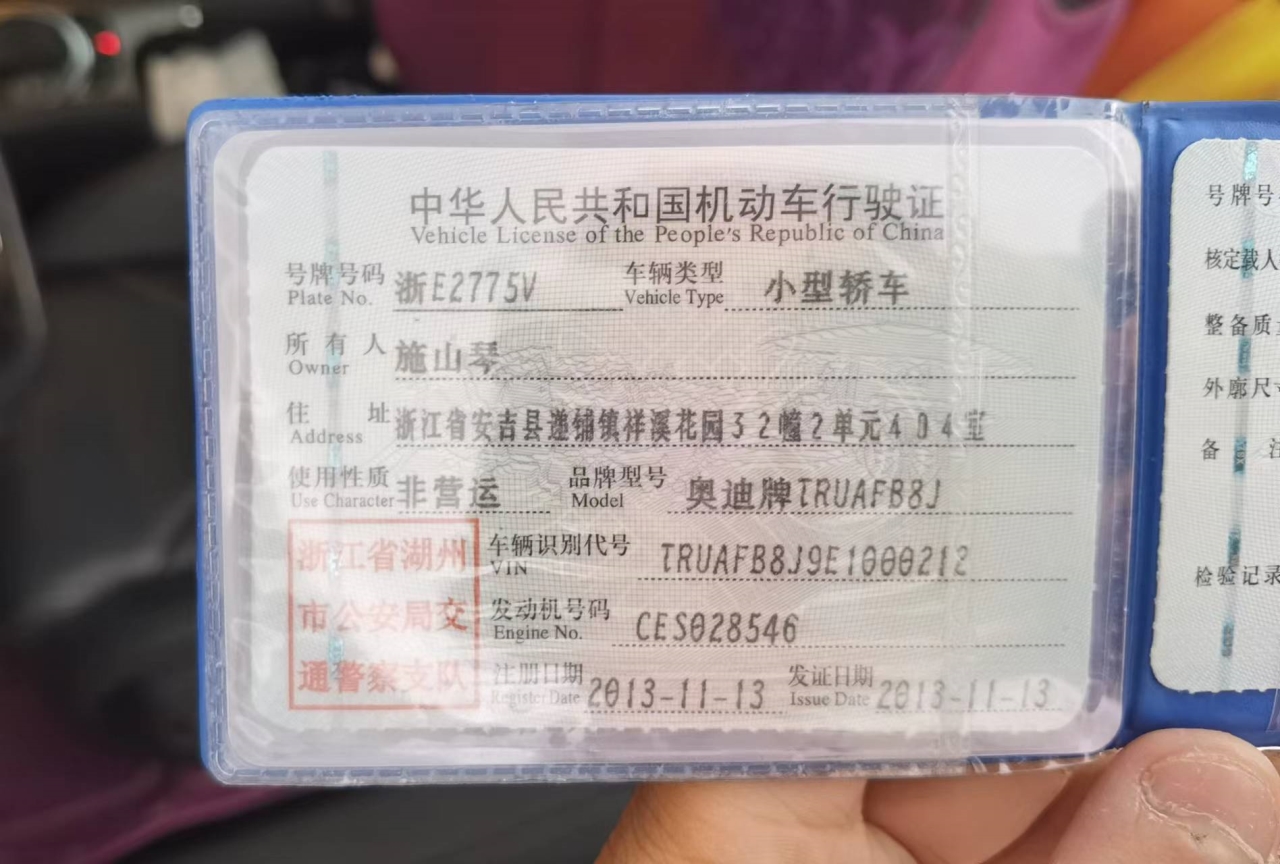 中华人民共和国机动车行驶证
Vehicle License of the People's Republic of China
号牌号码 浙E2775V 车辆类型 小型轿车
Plate No. Vehicle Type
所有人 施山琴
Owner
住址 浙江省安吉县递铺镇祥溪花园32幢2单元404室
Address
使用性质 非营运 品牌型号 奥迪牌TRUAFB8J
Use Character Model
浙江省湖州
市公安局交
通警察支队
车辆识别代号 TRUAFB8J9E1000212
VIN
发动机号码 CES028546
Engine No.
注册日期 2013-11-13 发证日期 2013-11-13
Register Date Issue Date
号牌号
核定载人
整备质
外廓尺寸
备 注
检验记录